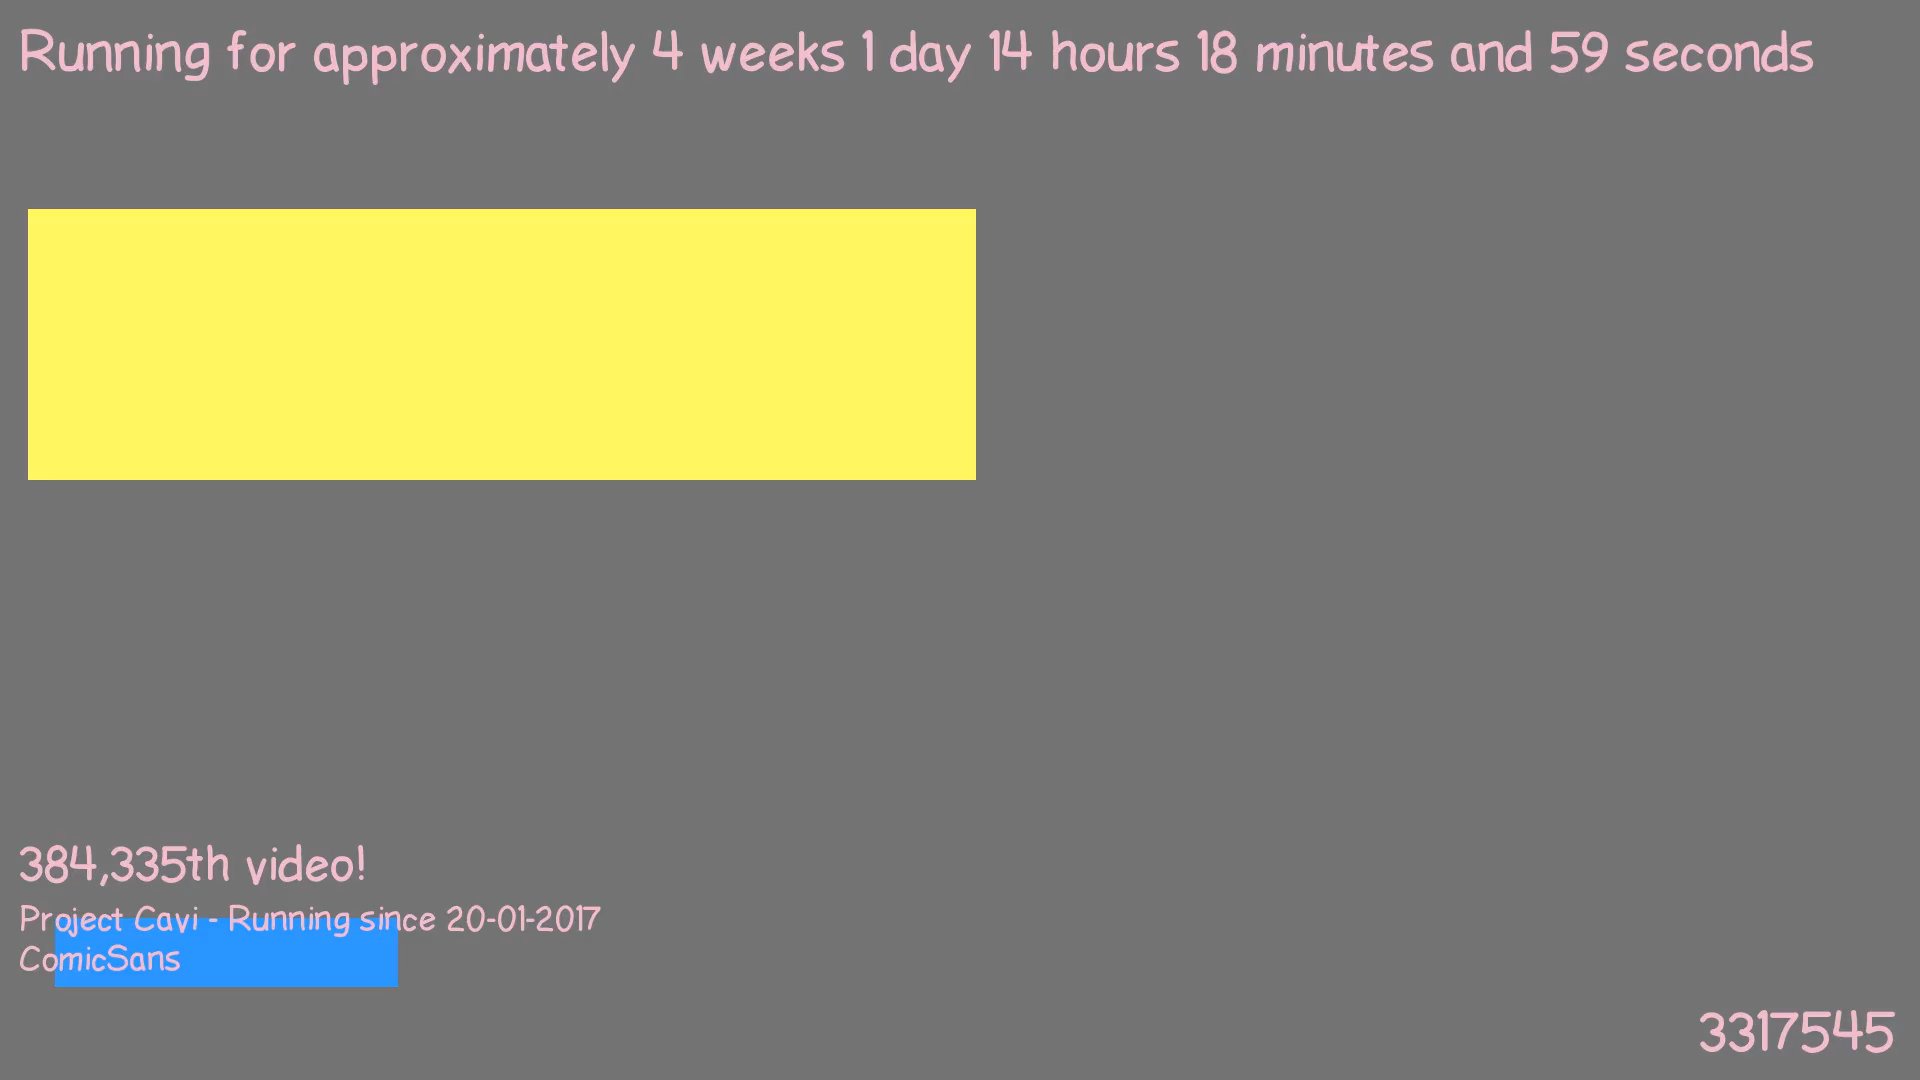 Running for approximately 4 weeks 1 day 14 hours 18 minutes and 59 seconds
384,335th video!
Project Cavi - Running since 20-01-2017
ComicSans
3317545